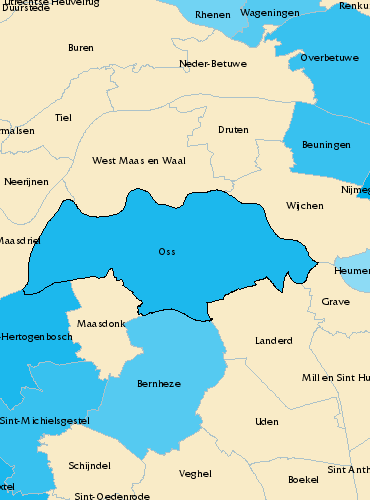 Utrechtse Heuvelrug
Duurstede
Rhenen
Wageningen
Renku
Buren
Neder-Betuwe
Overbetuwe
Tiel
rmalsen
Druten
Beuningen
West Maas en Waal
Neerijnen
Nijmeg
Wijchen
Maasdriel
Oss
Heumen
Grave
Maasdonk
-Hertogenbosch
Landerd
Mill en Sint Hu
Bernheze
Sint-Michielsgestel
Uden
Schijndel
Sint Anth
Veghel
Boekel
xtel
Sint-Oedenrode